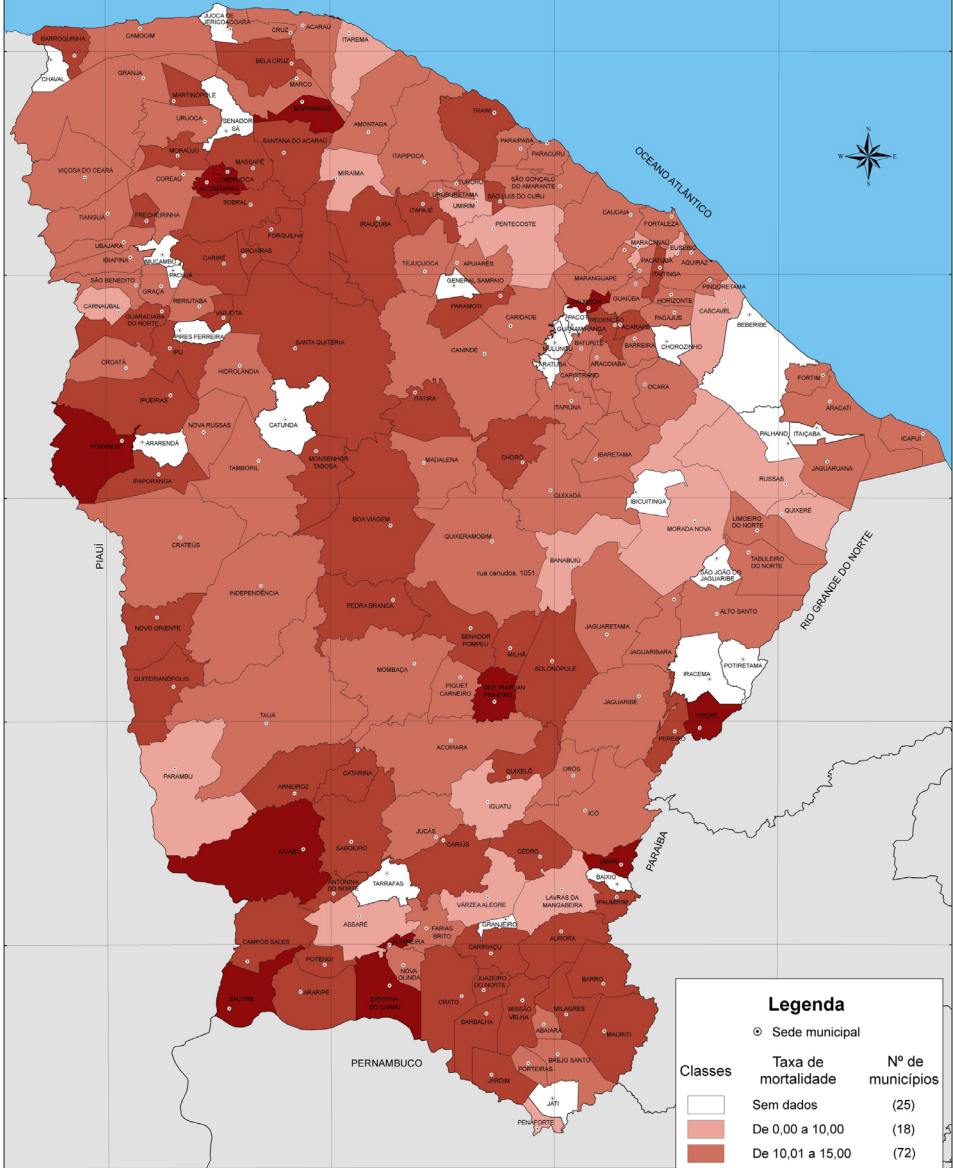 JIJOCA DE
JERICOACOARA
CRUZ
ACARAÚ
BARROQUINHA
CAMOCIM
ITAREMA
BELA CRUZ
CHAVAL
GRANJA
MARCO
MARTINÓPOLE
MORRINHOS
TRAIRI
URUOCA
SENADOR
SÁ
AMONTADA
SANTANA DO ACARAÚ
PARAIPABA
PARACURU
OCEANO ATLÂNTICO
N
W
E
S
MORAÚJO
MASSAPÊ
ITAPIPOCA
VIÇOSA DO CEARÁ
COREAÚ
MERUOCA
ALCÂNTARAS
MIRAÍMA
TURURU
SÃO GONÇALO
DO AMARANTE
URUBURETAMA
SÃO LUÍS DO CURU
UMIRIM
SOBRAL
ITAPAJÉ
TIANGUÁ
FRECHEIRINHA
IRAUÇUBA
PENTECOSTE
CAUCAIA
FORTALEZA
FORQUILHA
UBAJARA
MUCAMBO
GROAÍRAS
CARIRÉ
MARACANAÚ
EUSÉBIO
IBIAPINA
PACUJÁ
TEJUÇUOCA
APUIARÉS
PACATUBA
AQUIRAZ
ITAITINGA
SÃO BENEDITO
GRAÇA
GENERAL SAMPAIO
MARANGUAPE
PINDORETAMA
CARNAUBAL
RERIUTABA
PARAMOTI
PALMÁCIA
GUAIÚBA
HORIZONTE
CASCAVEL
GUARACIABA
DO NORTE
VARJOTA
PACOTI
REDENÇÃO
ACARAPE
PACAJUS
BEBERIBE
PIRES FERREIRA
CARIDADE
GUARAMIRANGA
MULUNGU
BATURITÉ
BARREIRA
CHOROZINHO
IPU
SANTA QUITÉRIA
CANINDÉ
ARATUBA
ARACOIABA
CROATÁ
HIDROLÂNDIA
CAPISTRANO
OCARA
FORTIM
IPUEIRAS
ITATIRA
ITAPIÚNA
ARACATI
CATUNDA
NOVA RUSSAS
PORANGA
ARARENDÁ
PALHANO
ITAIÇABA
ICAPUÍ
MONSENHOR
TABOSA
MADALENA
CHORÓ
IBARETAMA
TAMBORIL
JAGUARUANA
IPAPORANGA
RUSSAS
QUIXADÁ
IBICUITINGA
QUIXERÉ
BOA VIAGEM
MORADA NOVA
LIMOEIRO
DO NORTE
CRATEÚS
QUIXERAMOBIM
PIAUÍ
TABULEIRO
DO NORTE
BANABUIÚ
rua canudos, 1051.
SÃO JOÃO DO
JAGUARIBE
RIO GRANDE DO NORTE
INDEPENDÊNCIA
PEDRA BRANCA
ALTO SANTO
NOVO ORIENTE
SENADOR
POMPEU
JAGUARETAMA
MILHÃ
JAGUARIBARA
POTIRETAMA
MOMBAÇA
SOLONÓPOLE
IRACEMA
QUITERIANÓPOLIS
PIQUET
CARNEIRO
DEP. IRAPUAN
PINHEIRO
JAGUARIBE
TAUÁ
ERERÊ
PEREIRO
ACOPIARA
PARAMBU
CATARINA
QUIXELÔ
ORÓS
ARNEIROZ
IGUATU
ICÓ
JUCÁS
SABOEIRO
CARIÚS
AIUABA
CEDRO
PARAÍBA
UMARI
BAIXIO
ANTONINA
DO NORTE
TARRAFAS
VÁRZEA ALEGRE
LAVRAS DA
MANGABEIRA
IPAUMIRIM
ASSARÉ
FARIAS
BRITO
GRANJEIRO
AURORA
CAMPOS SALES
ALTANEIRA
CARIRIAÇU
POTENGI
NOVA
OLINDA
JUAZEIRO
DO NORTE
BARRO
SALITRE
ARARIPE
SANTANA
DO CARIRI
CRATO
MISSÃO
VELHA
MILAGRES
BARBALHA
ABAIARA
MAURITI
PERNAMBUCO
BREJO SANTO
PORTEIRAS
JARDIM
JATI
PENAFORTE
Legenda
Sede municipal
Classes
Taxa de
mortalidade
Nº de
municípios
Sem dados
(25)
De 0,00 a 10,00
(18)
De 10,01 a 15,00
(72)